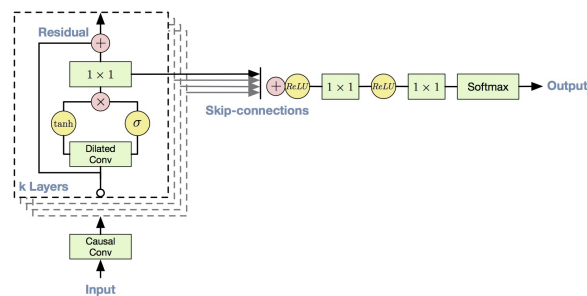 Residual
+
1 × 1
×
tanh
σ
Dilated
Conv
k Layers
Causal
Conv
Input
Skip-connections
+
ReLU
1 × 1
ReLU
1 × 1
Softmax
Output